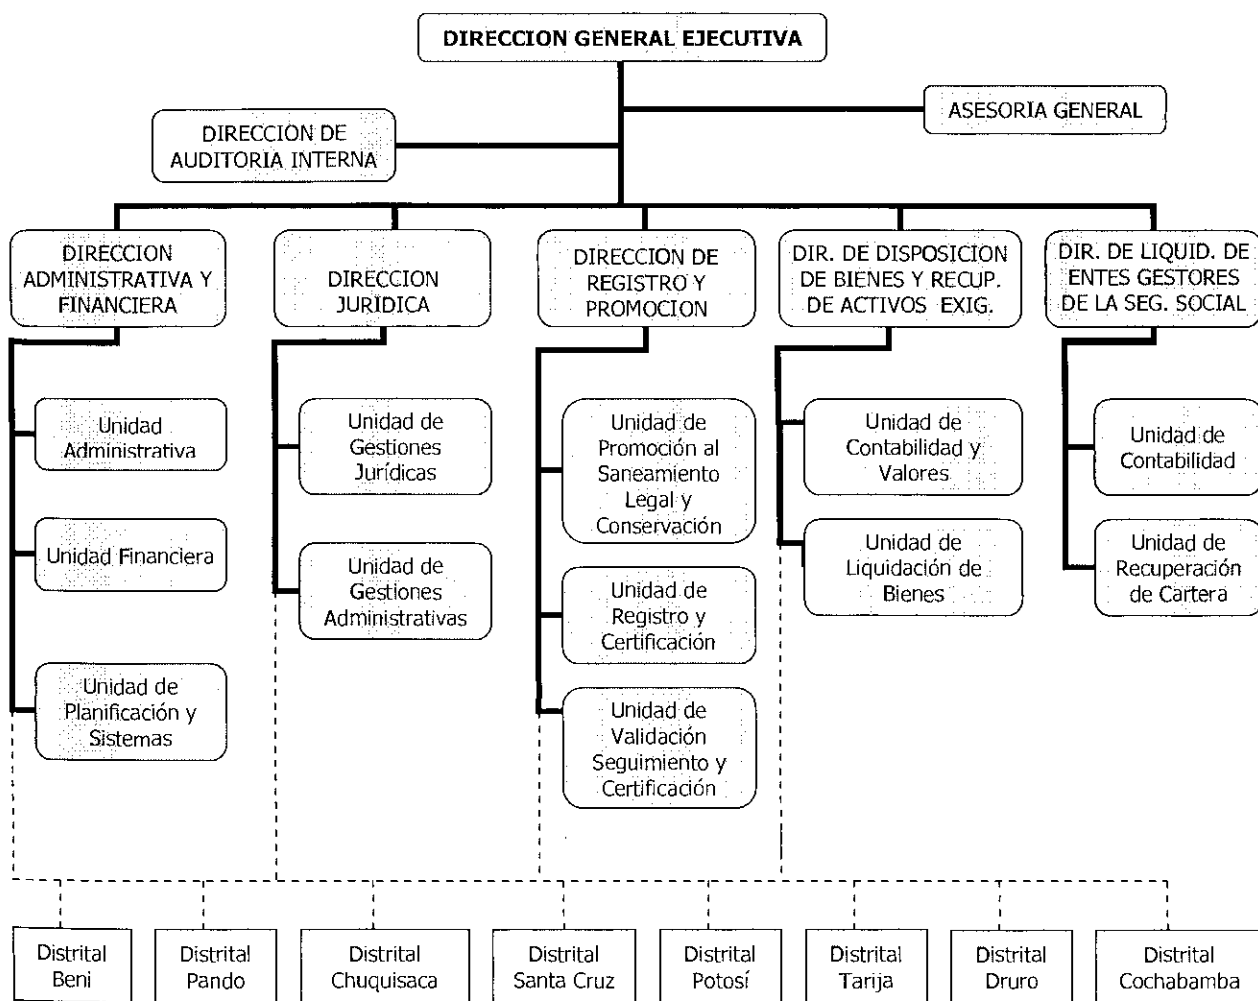 DIRECCION GENERAL EJECUTIVA
ASESORIA GENERAL
DIRECCION DE
AUDITORIA INTERNA
DIRECCION
ADMINISTRATIVA Y
FINANCIERA
DIRECCION
JURIDICA
DIRECCION DE
REGISTRO Y
PROMOCION
DIR. DE DISPOSICION
DE BIENES Y RECUP.
DE ACTIVOS EXIG.
DIR. DE LIQUID. DE
ENTES GESTORES
DE LA SEG. SOCIAL
Unidad
Administrativa
Unidad Financiera
Unidad de
Planificación y
Sistemas
Unidad de
Gestiones
Jurídicas
Unidad de
Gestiones
Administrativas
Unidad de
Promoción al
Saneamiento
Legal y
Conservación
Unidad de
Registro y
Certificación
Unidad de
Validación
Seguimiento y
Certificación
Unidad de
Contabilidad y
Valores
Unidad de
Liquidación de
Bienes
Unidad de
Contabilidad
Unidad de
Recuperación
de Cartera
Distrital
Beni
Distrital
Pando
Distrital
Chuquisaca
Distrital
Santa Cruz
Distrital
Potosí
Distrital
Tarija
Distrital
Druro
Distrital
Cochabamba